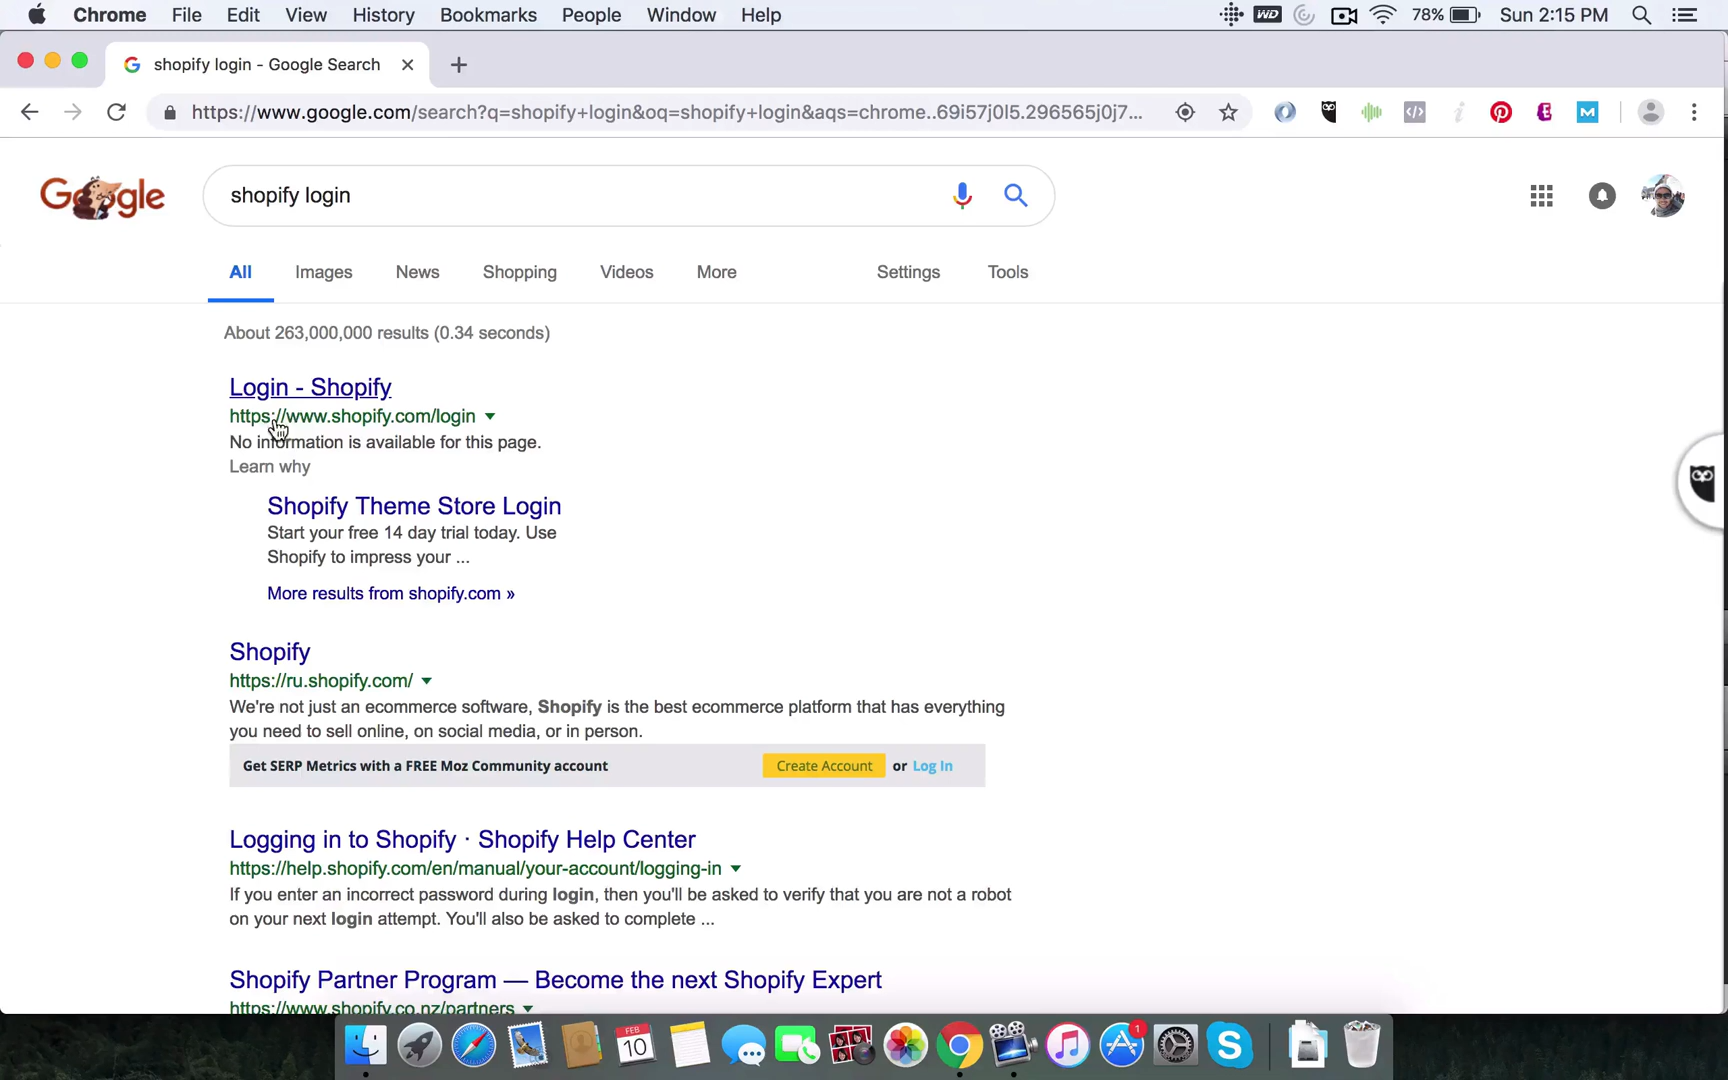 Chrome File Edit View History Bookmarks People Window Help WD 78% Sun 2:15 PM
shopify login - Google Search
https://www.google.com/search?q=shopify+login&oq=shopify+login&aqs=chrome..69i57j0l5.296565j0j7...
Google shopify login
All Images News Shopping Videos More Settings Tools
About 263,000,000 results (0.34 seconds)
Login - Shopify
https://www.shopify.com/login
No information is available for this page.
Learn why
Shopify Theme Store Login
Start your free 14 day trial today. Use
Shopify to impress your ...
More results from shopify.com »
Shopify
https://ru.shopify.com/
We're not just an ecommerce software, Shopify is the best ecommerce platform that has everything
you need to sell online, on social media, or in person.
Get SERP Metrics with a FREE Moz Community account Create Account or Log In
Logging in to Shopify · Shopify Help Center
https://help.shopify.com/en/manual/your-account/logging-in
If you enter an incorrect password during login, then you'll be asked to verify that you are not a robot
on your next login attempt. You'll also be asked to complete ...
Shopify Partner Program — Become the next Shopify Expert
https://www.shopify.co.nz/partners
FEB
10
1